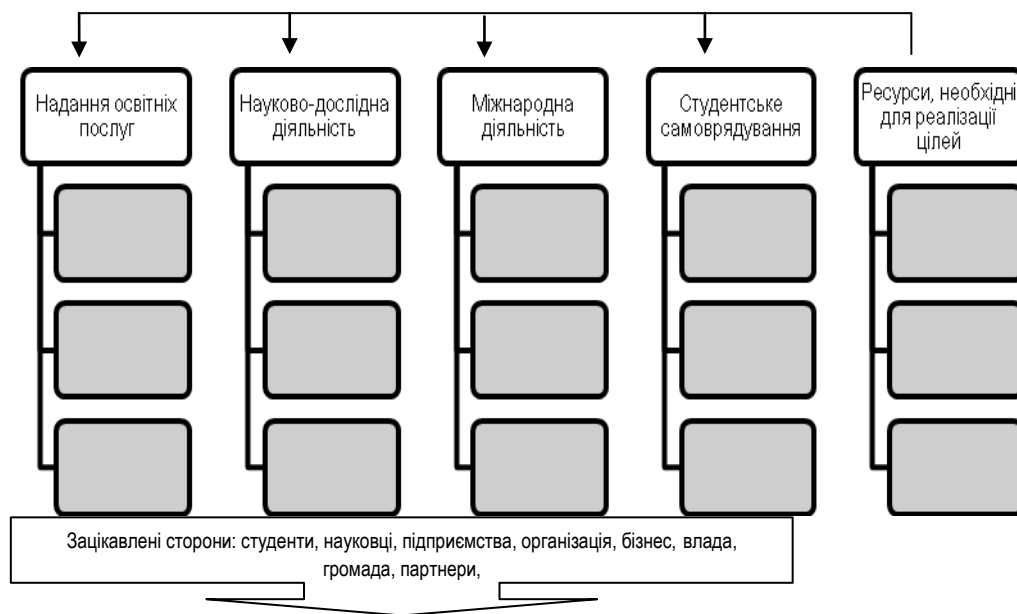 Надання освітніх
послуг
Науково-дослідна
діяльність
Міжнародна
діяльність
Студентське
самоврядування
Ресурси, необхідні
для реалізації
цілей
Зацікавлені сторони: студенти, науковці, підприємства, організація, бізнес, влада,
громада, партнери,